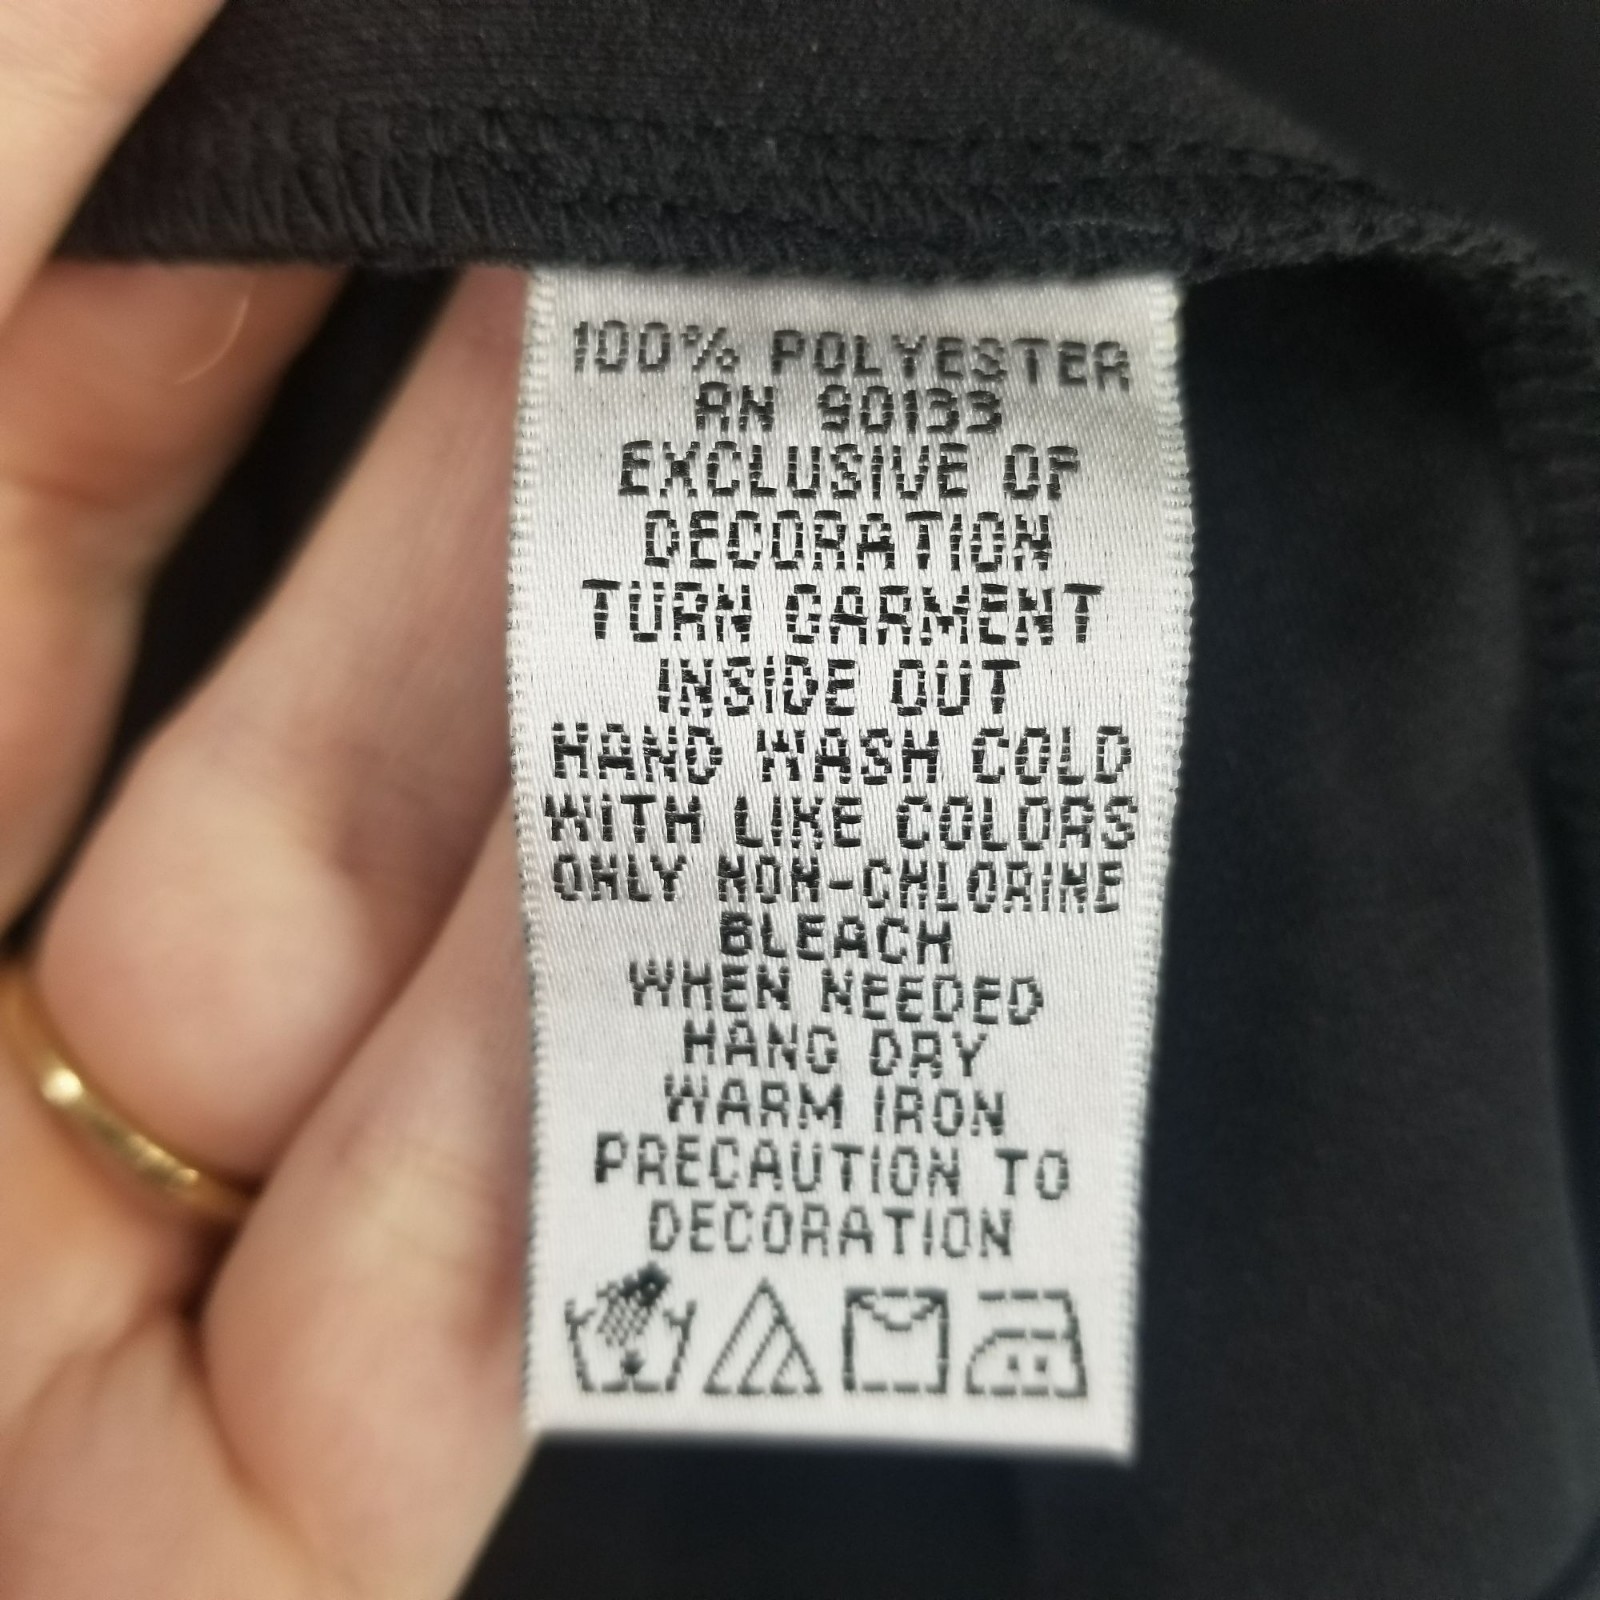 100% POLYESTER
RN 90133
EXCLUSIVE OF
DECORATION
TURN GARMENT
INSIDE OUT
HAND WASH COLD
WITH LIKE COLORS
ONLY NON-CHLORINE
BLEACH
WHEN NEEDED
HANG DRY
WARM IRON
PRECAUTION TO
DECORATION